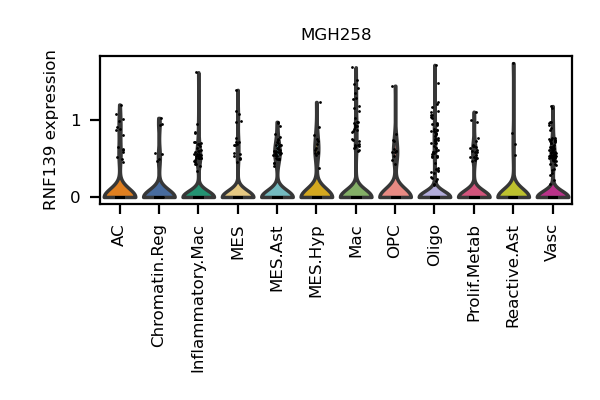 MGH258
RNF139 expression
1
0
AC
Chromatin.Reg
Inflammatory.Mac
MES
MES.Ast
MES.Hyp
Mac
OPC
Oligo
Prolif.Metab
Reactive.Ast
Vasc